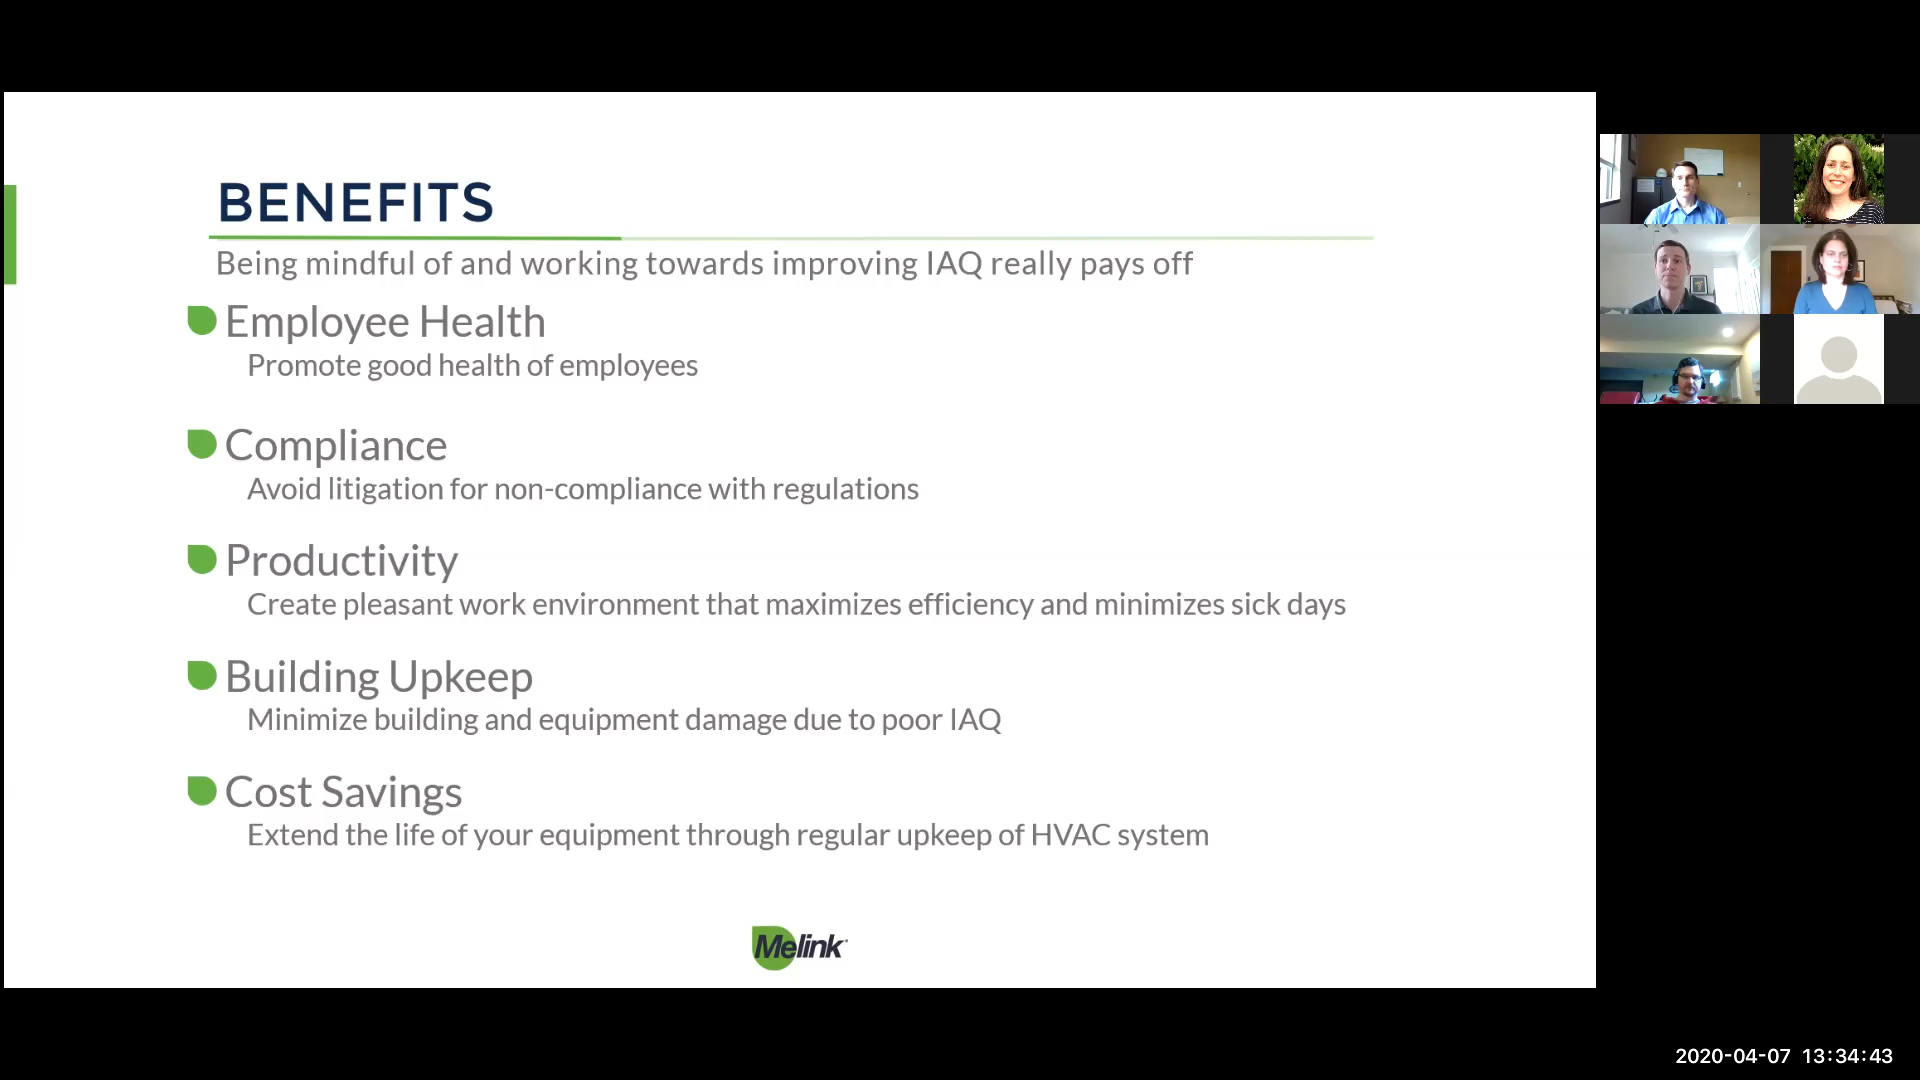 BENEFITS
Being mindful of and working towards improving IAQ really pays off
Employee Health
Promote good health of employees
Compliance
Avoid litigation for non-compliance with regulations
Productivity
Create pleasant work environment that maximizes efficiency and minimizes sick days
Building Upkeep
Minimize building and equipment damage due to poor IAQ
Cost Savings
Extend the life of your equipment through regular upkeep of HVAC system
Melink
2020-04-07 13:34:43